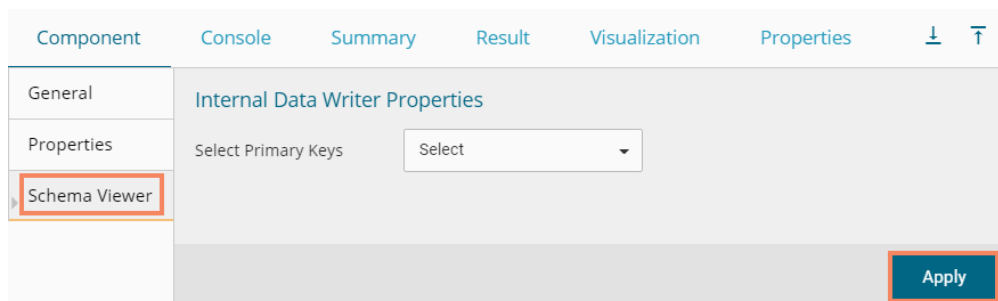 Component Console Summary Result Visualization Properties
General
Internal Data Writer Properties
Properties
Select Primary Keys Select
Schema Viewer
Apply